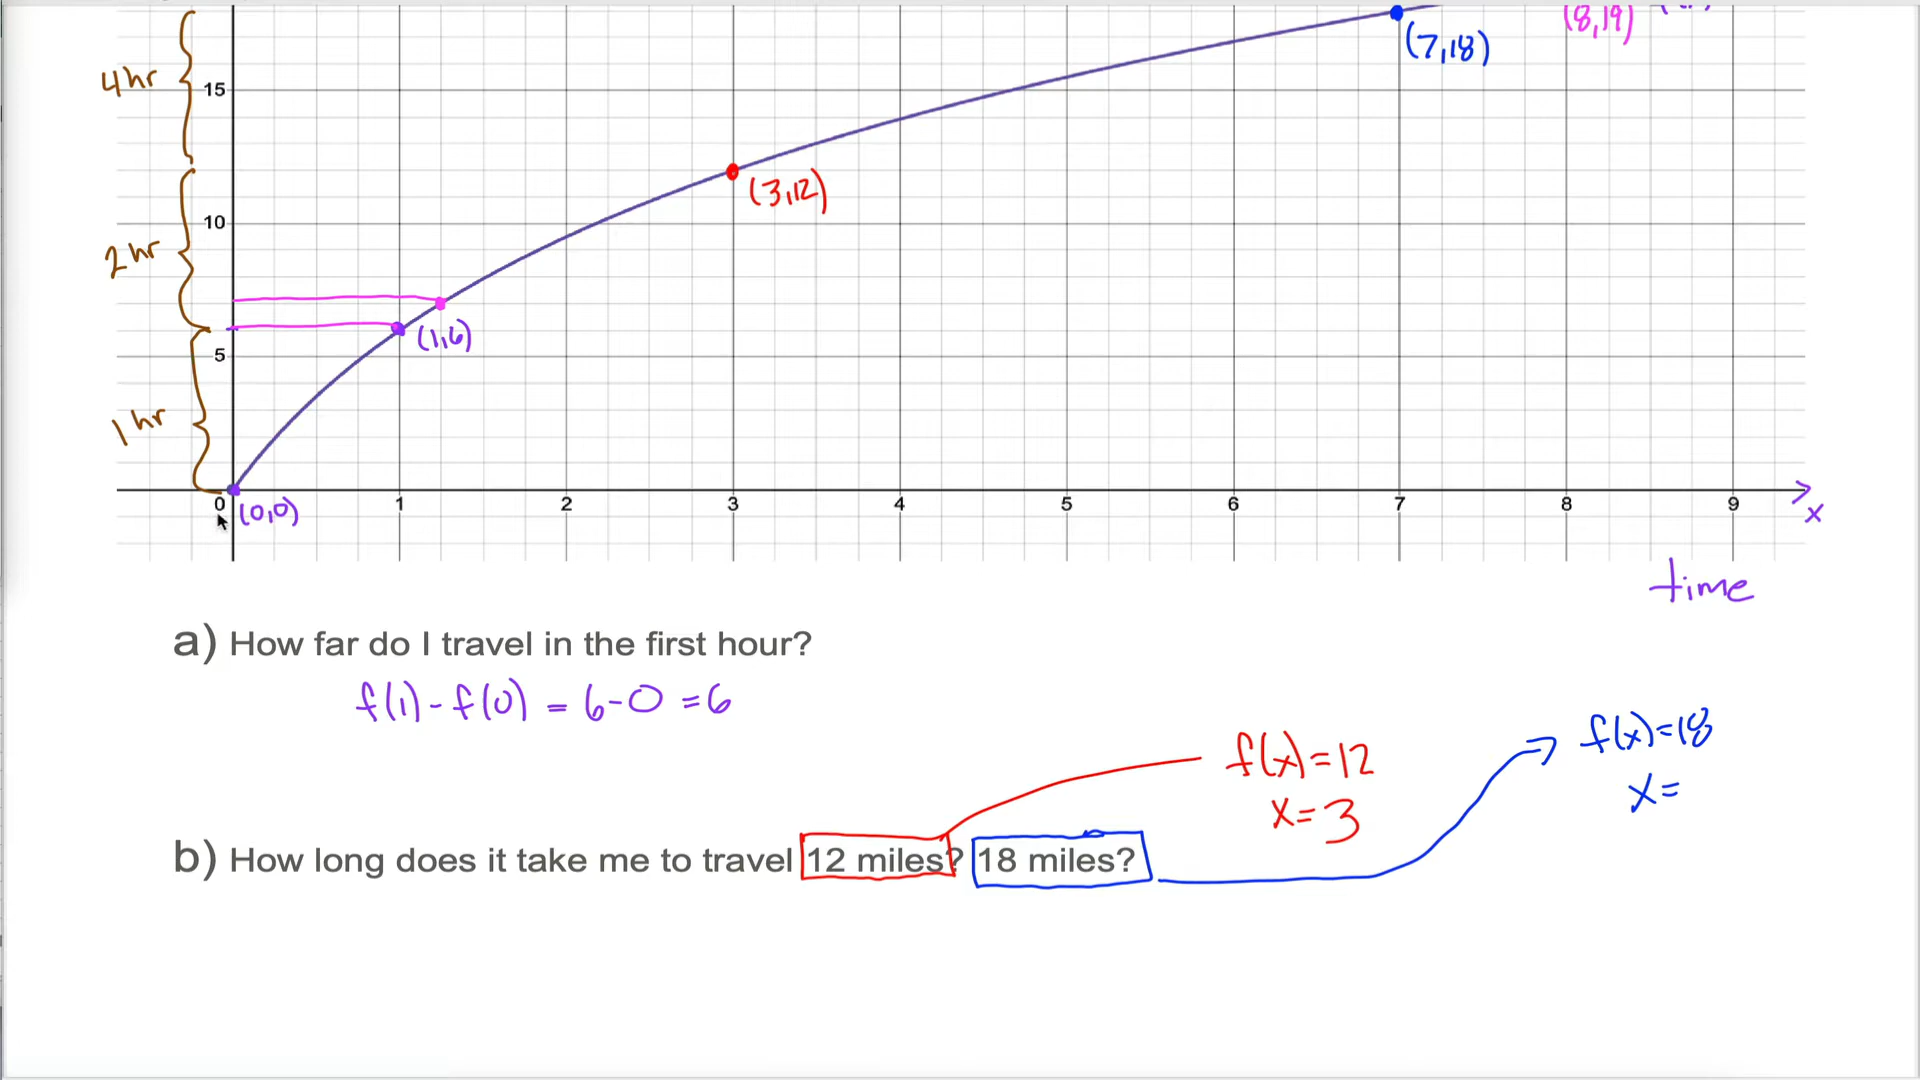 (8,19)
(7,18)
4hr
15
(3,12)
10
2hr
(1,6)
5
1hr
0 1 2 3 4 5 6 7 8 9
(0,0)
x
time
a) How far do I travel in the first hour?
f(1) - f(0) = 6-0 = 6
f(x)=12
x=3
f(x)=18
x=
b) How long does it take me to travel 12 miles? 18 miles?